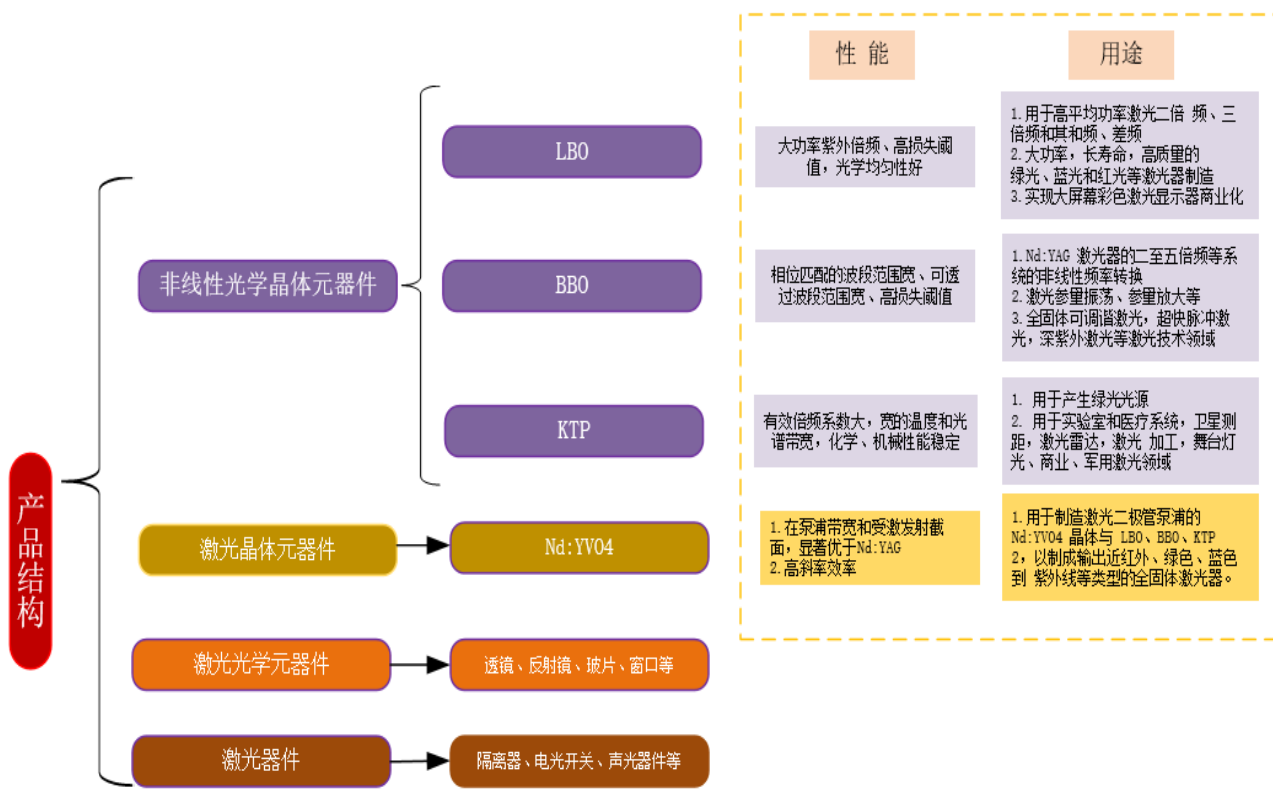 性 能
用途
产品结构
非线性光学晶体元器件
LBO
大功率紫外倍频、高损失阈
值，光学均匀性好
1.用于高平均功率激光二倍 频、三
倍频和其和频、差频
2.大功率，长寿命，高质量的
绿光、蓝光和红光等激光器制造
3.实现大屏幕彩色激光显示器商业化
BBO
相位匹配的波段范围宽、可透
过波段范围宽、高损失阈值
1.Nd:YAG 激光器的二至五倍频等系
统的非线性频率转换
2.激光参量振荡、参量放大等
3.全固体可调谐激光，超快脉冲激
光，深紫外激光等激光技术领域
KTP
有效倍频系数大，宽的温度和光
谱带宽，化学、机械性能稳定
1. 用于产生绿光光源
2. 用于实验室和医疗系统，卫星测
距，激光雷达，激光 加工，舞台灯
光、商业、军用激光领域
激光晶体元器件
Nd:YVO4
1.在泵浦带宽和受激发射截
面，显著优于Nd:YAG
2.高斜率效率
1.用于制造激光二极管泵浦的
Nd:YVO4 晶体与 LBO、BBO、KTP
2，以制成输出近红外、绿色、蓝色
到 紫外线等类型的全固体激光器。
激光光学元器件
透镜、反射镜、玻片、窗口等
激光器件
隔离器、电光开关、声光器件等